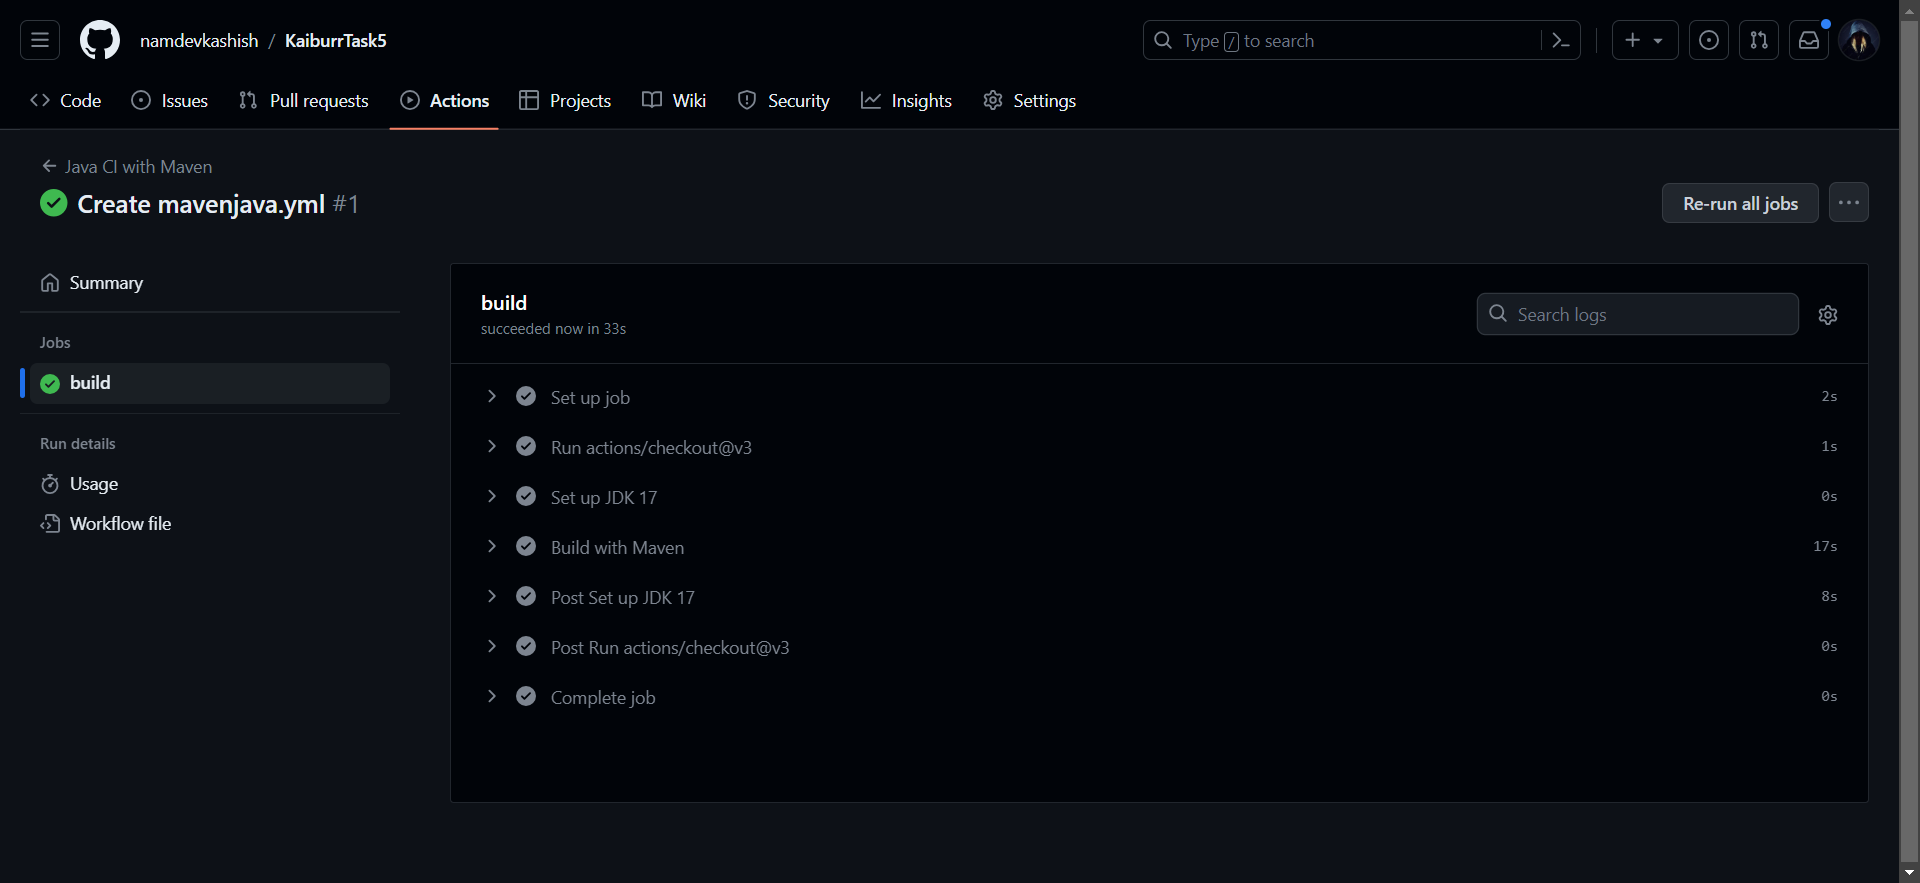 namdevkashish / KaiburrTask5
Type / to search
Code Issues Pull requests Actions Projects Wiki Security Insights Settings
Java CI with Maven
Create mavenjava.yml #1
Re-run all jobs
Summary
Jobs
build
Run details
Usage
Workflow file
build
succeeded now in 33s
Search logs
Set up job 2s
Run actions/checkout@v3 1s
Set up JDK 17 0s
Build with Maven 17s
Post Set up JDK 17 8s
Post Run actions/checkout@v3 0s
Complete job 0s